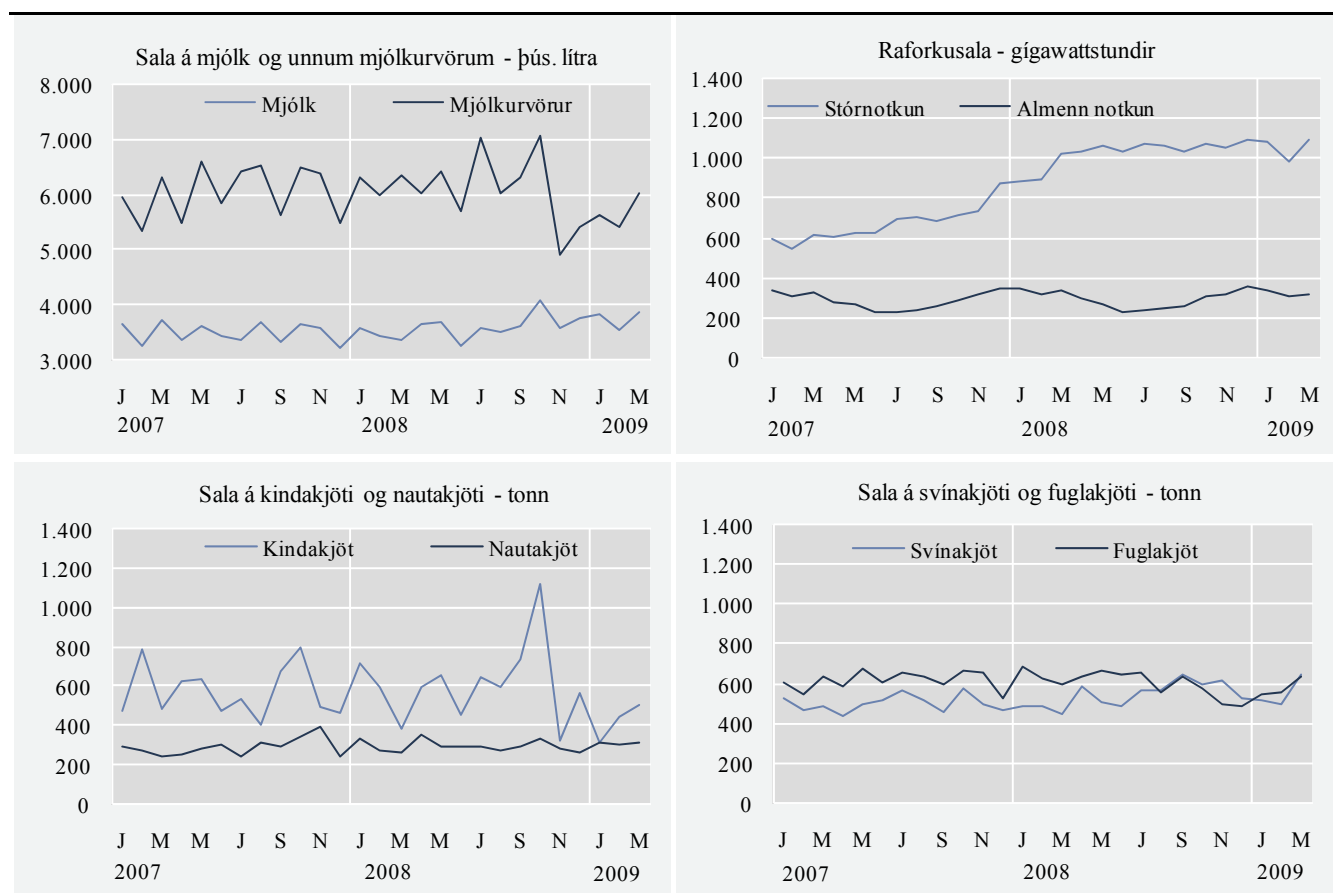 Sala á mjólk og unnum mjólkurvörum - þús. lítra
8.000
Mjólk Mjólkurvörur
7.000
6.000
5.000
4.000
3.000
J M M J S N J M M J S N J M
2007 2008 2009
Raforkusala - gígawattstundir
1.400
Stórnotkun Almenn notkun
1.200
1.000
800
600
400
200
0
J M M J S N J M M J S N J M
2007 2008 2009
Sala á kindakjöti og nautakjöti - tonn
1.400
Kindakjöt Nautakjöt
1.200
1.000
800
600
400
200
0
J M M J S N J M M J S N J M
2007 2008 2009
Sala á svínakjöti og fuglakjöti - tonn
1.400
Svínakjöt Fuglakjöt
1.200
1.000
800
600
400
200
0
J M M J S N J M M J S N J M
2007 2008 2009